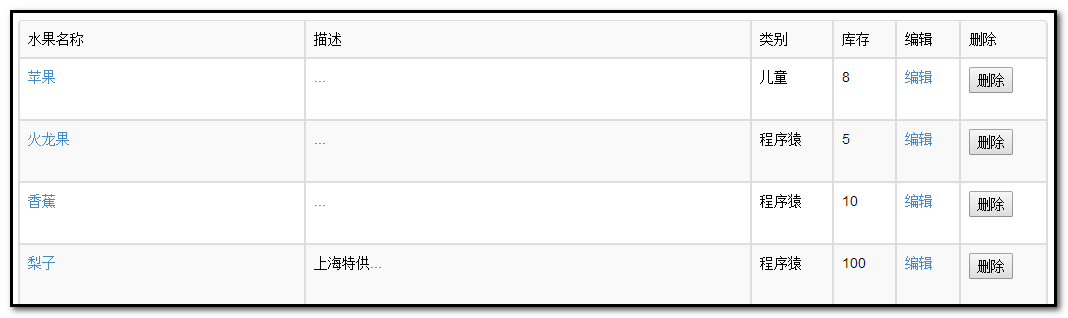 水果名称 描述 类别 库存 编辑 删除
苹果 ... 儿童 8 编辑 删除
火龙果 ... 程序猿 5 编辑 删除
香蕉 ... 程序猿 10 编辑 删除
梨子 上海特供... 程序猿 100 编辑 删除